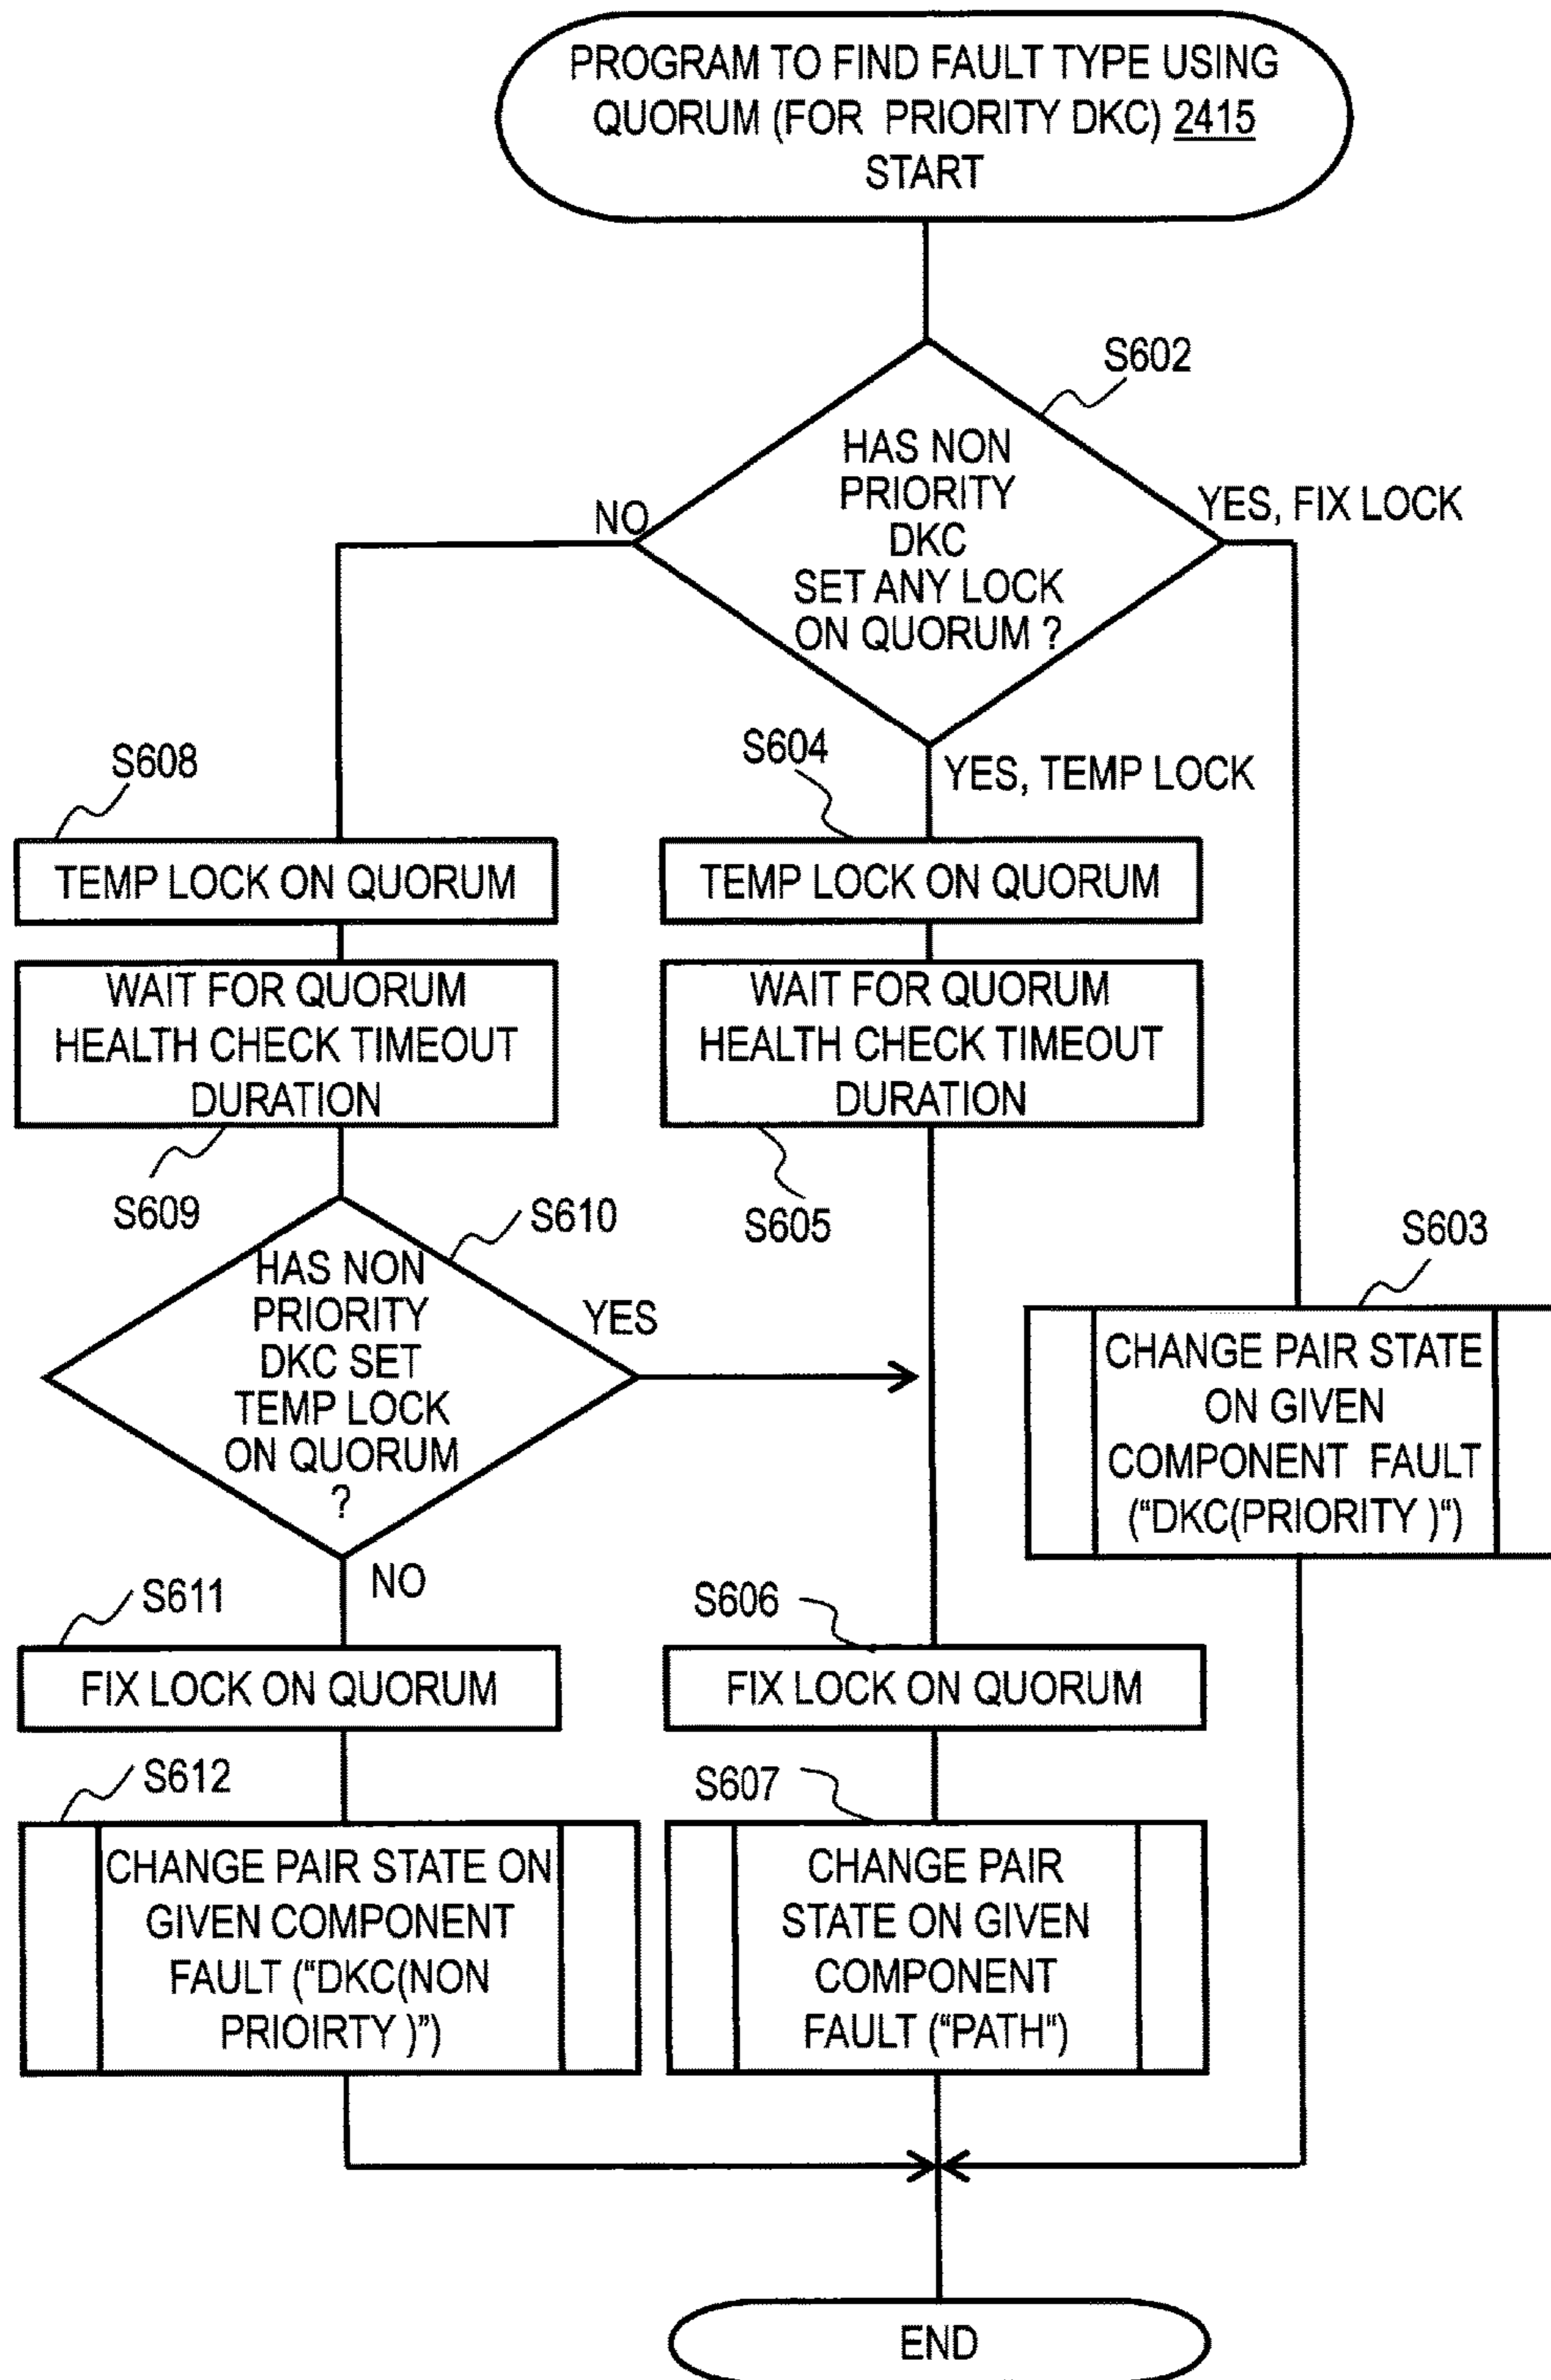 PROGRAM TO FIND FAULT TYPE USING
QUORUM (FOR PRIORITY DKC) 2415
START
S602
HAS NON
PRIORITY
DKC
SET ANY LOCK
ON QUORUM ?
NO
YES, FIX LOCK
YES, TEMP LOCK
S608
TEMP LOCK ON QUORUM
S604
TEMP LOCK ON QUORUM
WAIT FOR QUORUM
HEALTH CHECK TIMEOUT
DURATION
S609
WAIT FOR QUORUM
HEALTH CHECK TIMEOUT
DURATION
S605
S610
HAS NON
PRIORITY
DKC SET
TEMP LOCK
ON QUORUM
?
YES
NO
S603
CHANGE PAIR STATE
ON GIVEN
COMPONENT FAULT
(“DKC(PRIORITY )“)
S611
FIX LOCK ON QUORUM
S606
FIX LOCK ON QUORUM
S612
CHANGE PAIR STATE ON
GIVEN COMPONENT
FAULT (“DKC(NON
PRIOIRTY )”)
S607
CHANGE PAIR
STATE ON GIVEN
COMPONENT
FAULT (“PATH“)
END